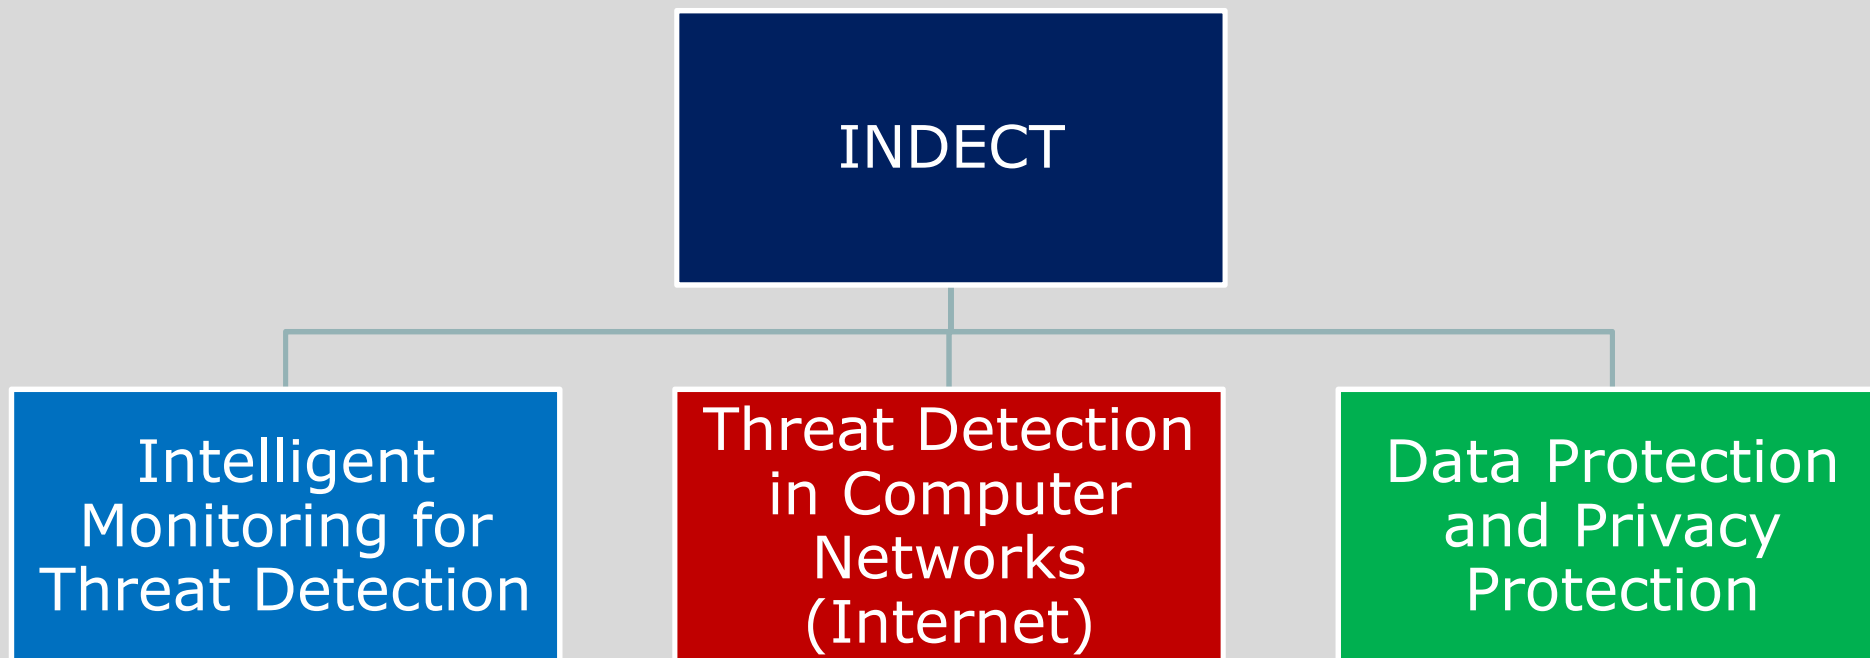 INDECT
Intelligent
Monitoring for
Threat Detection
Threat Detection
in Computer
Networks
(Internet)
Data Protection
and Privacy
Protection